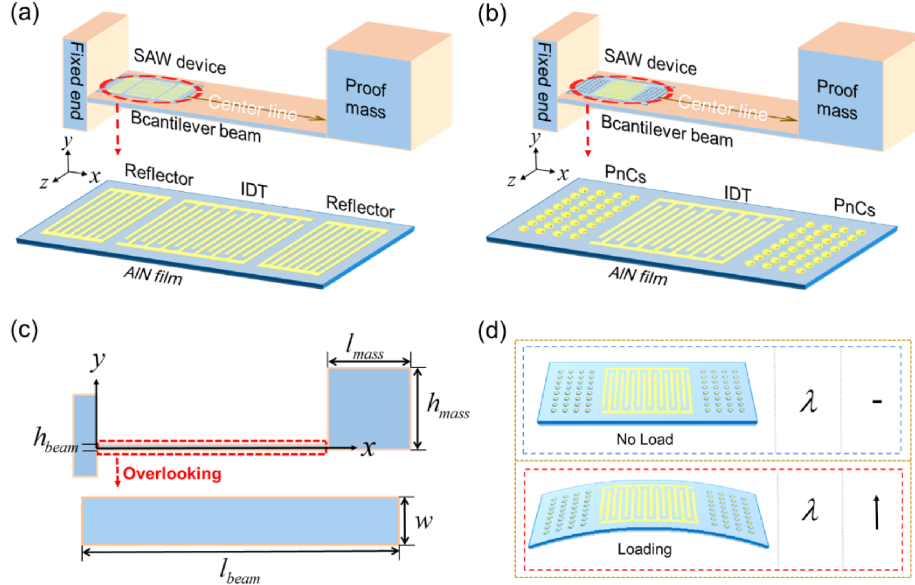 (a)
Fixed end
SAW device
Center line
Bcantilever beam
Proof
mass
y
x
z
Reflector
IDT
Reflector
AlN film
(b)
Fixed end
SAW device
Center line
Bcantilever beam
Proof
mass
y
x
z
PnCs
IDT
PnCs
AlN film
(c)
y
l_mass
h_mass
h_beam
x
Overlooking
w
l_beam
(d)
No Load
λ
-
Loading
λ
↑